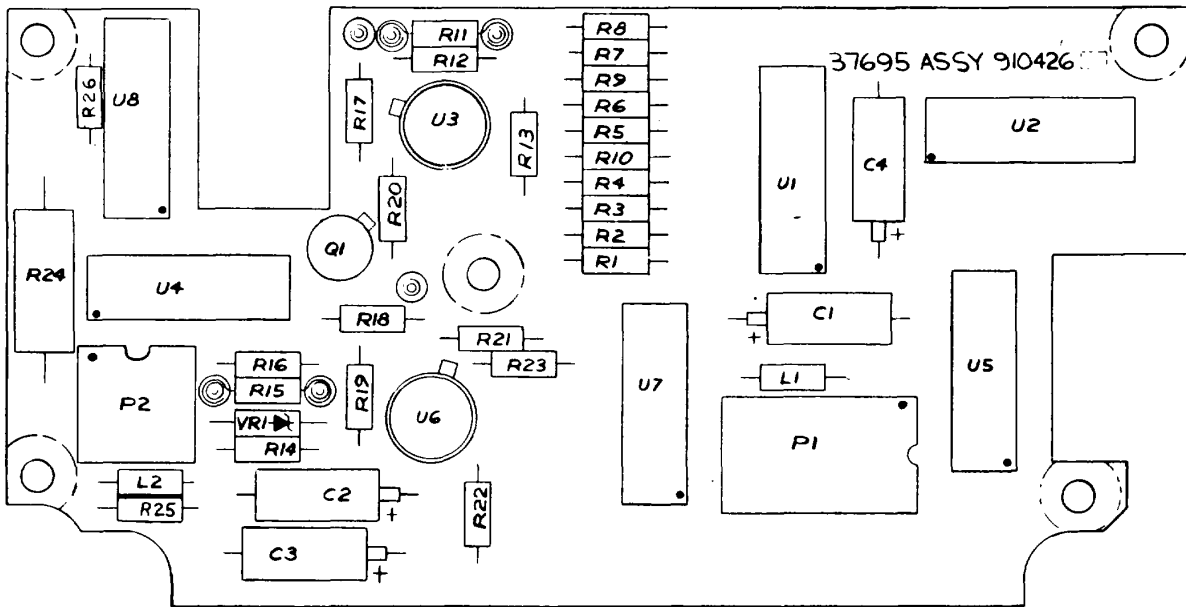 R8
R11
R7
R12
37695 ASSY 910426
R9
R26
U8
R17
U3
R6
U2
R13
R5
C4
R10
U1
R4
R20
R3
Q1
R2
R1
R24
U4
R18
+
C1
+
R21
R16
R23
U7
L1
U5
R15
R19
P2
U6
VR1
P1
R14
L2
C2
R22
R25
+
C3
+